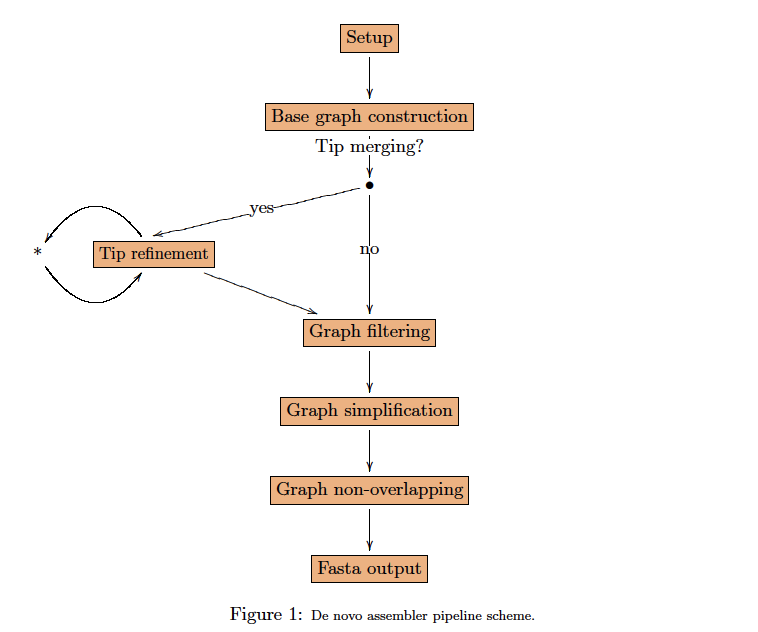 Setup
Base graph construction
Tip merging?
yes
*
Tip refinement
no
Graph filtering
Graph simplification
Graph non-overlapping
Fasta output
Figure 1: De novo assembler pipeline scheme.